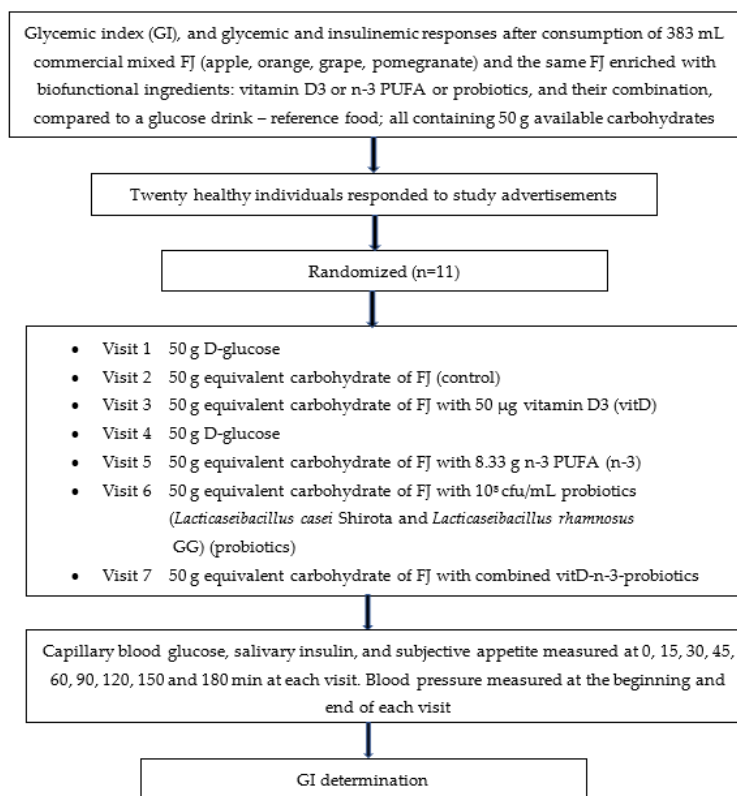 Glycemic index (GI), and glycemic and insulinemic responses after consumption of 383 mL
commercial mixed FJ (apple, orange, grape, pomegranate) and the same FJ enriched with
biofunctional ingredients: vitamin D3 or n-3 PUFA or probiotics, and their combination,
compared to a glucose drink – reference food; all containing 50 g available carbohydrates
Twenty healthy individuals responded to study advertisements
Randomized (n=11)
• Visit 1 50 g D-glucose
• Visit 2 50 g equivalent carbohydrate of FJ (control)
• Visit 3 50 g equivalent carbohydrate of FJ with 50 μg vitamin D3 (vitD)
• Visit 4 50 g D-glucose
• Visit 5 50 g equivalent carbohydrate of FJ with 8.33 g n-3 PUFA (n-3)
• Visit 6 50 g equivalent carbohydrate of FJ with 10⁸ cfu/mL probiotics
(Lacticaseibacillus casei Shirota and Lacticaseibacillus rhamnosus
GG) (probiotics)
• Visit 7 50 g equivalent carbohydrate of FJ with combined vitD-n-3-probiotics
Capillary blood glucose, salivary insulin, and subjective appetite measured at 0, 15, 30, 45,
60, 90, 120, 150 and 180 min at each visit. Blood pressure measured at the beginning and
end of each visit
GI determination